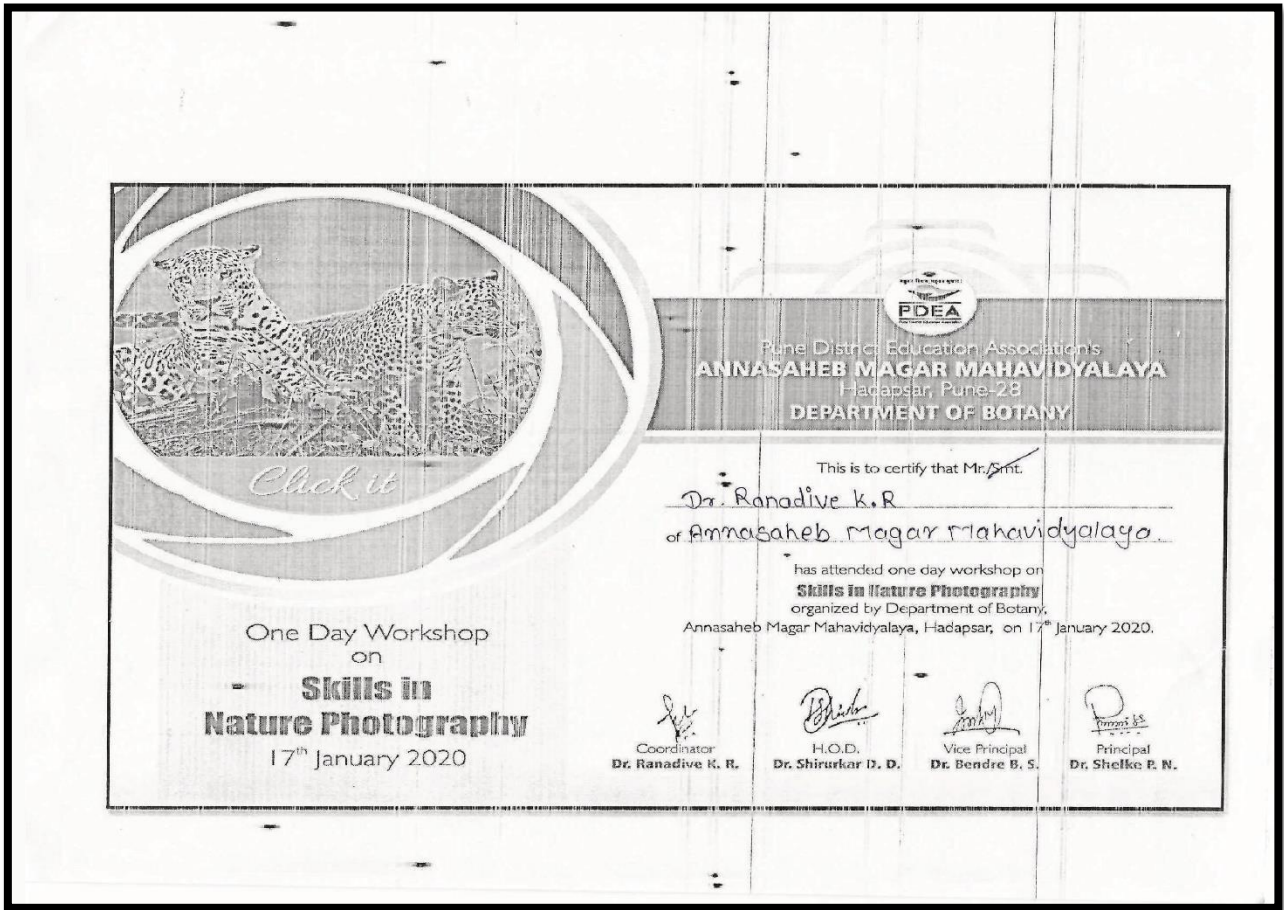 Click it
One Day Workshop
on
Skills in
Nature Photography
17th January 2020
PDEA
Pune District Education Association's
ANNASAHEB MAGAR MAHAVIDYALAYA
Hadapsar, Pune-28
DEPARTMENT OF BOTANY
This is to certify that Mr./Smt.
Dr. Ranadive K.R
of Annasaheb Magar Mahavidyalaya.
has attended one day workshop on
Skills in Nature Photography
organized by Department of Botany,
Annasaheb Magar Mahavidyalaya, Hadapsar, on 17th January 2020.
Coordinator
Dr. Ranadive K. R.
H.O.D.
Dr. Shirurkar D. D.
Vice Principal
Dr. Bendre B. S.
Principal
Dr. Shelke P. N.